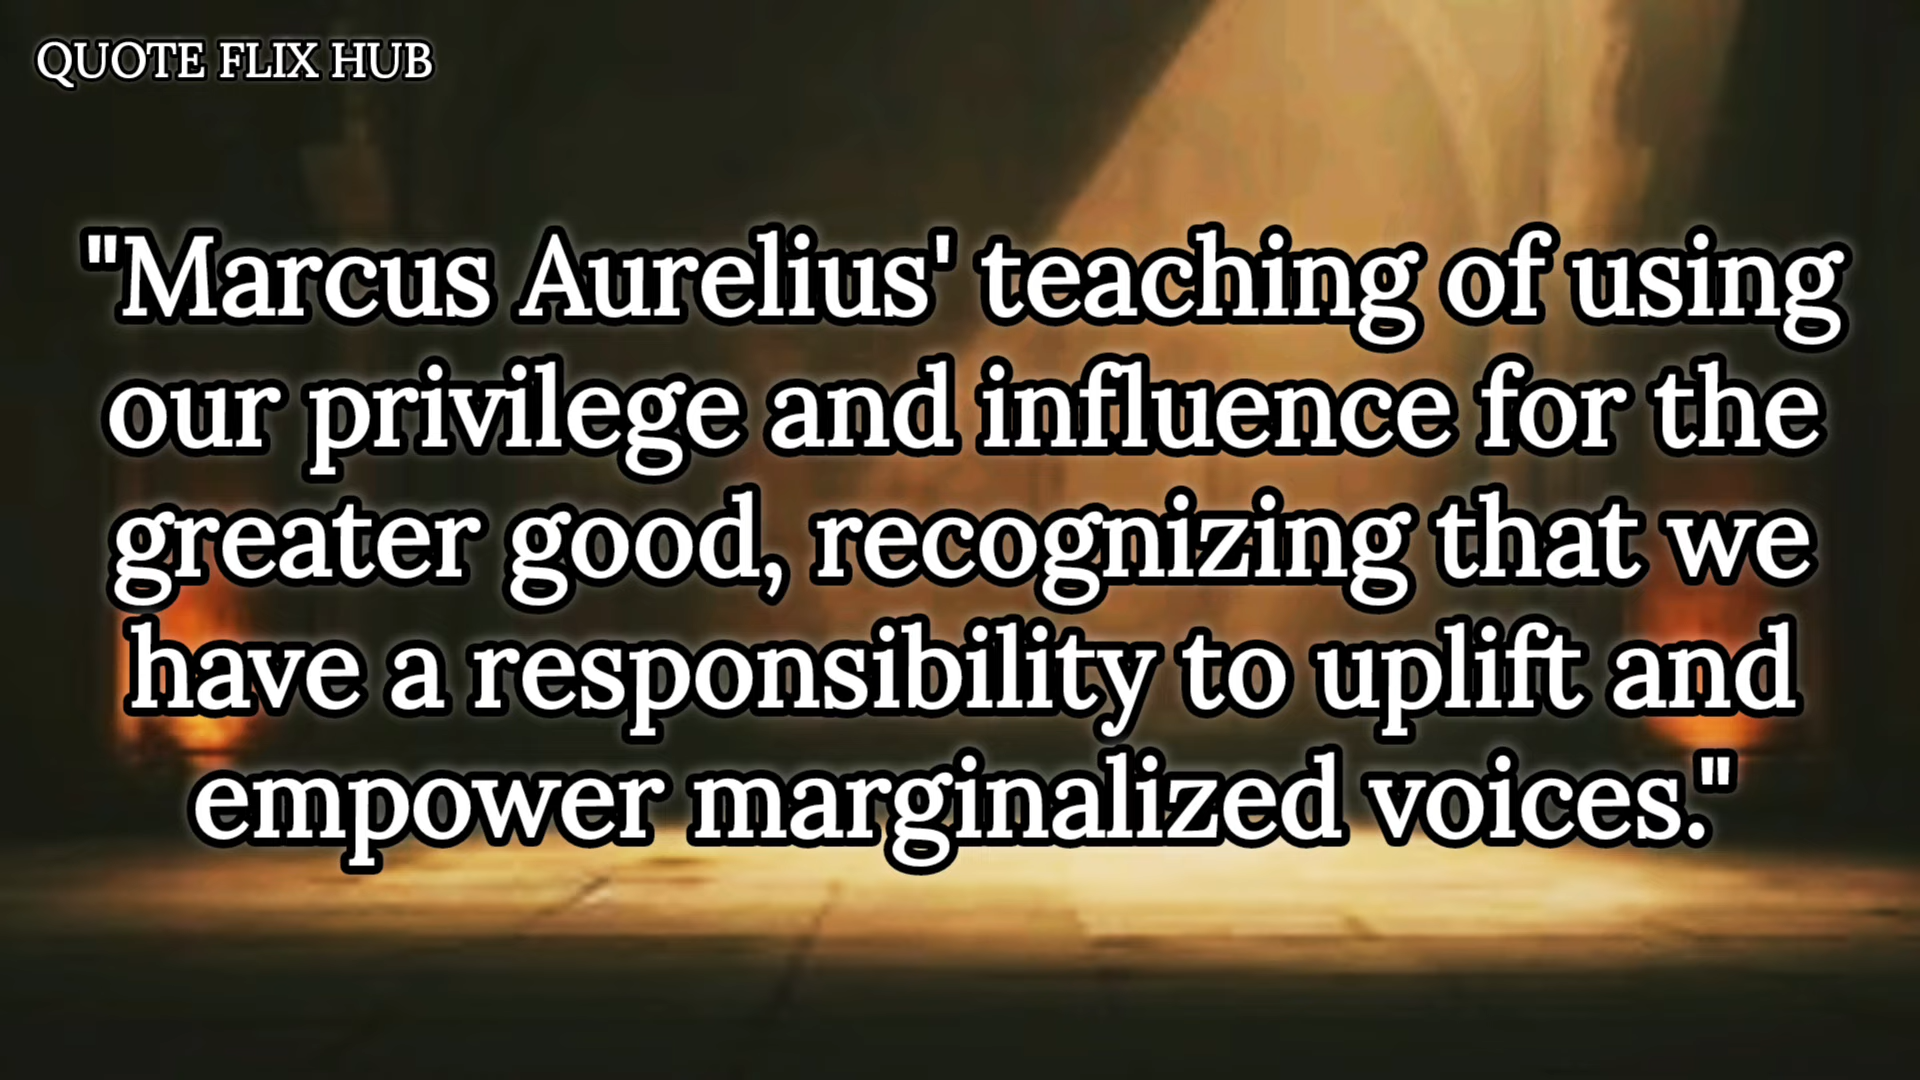 QUOTE FLIX HUB
"Marcus Aurelius' teaching of using
our privilege and influence for the
greater good, recognizing that we
have a responsibility to uplift and
empower marginalized voices."